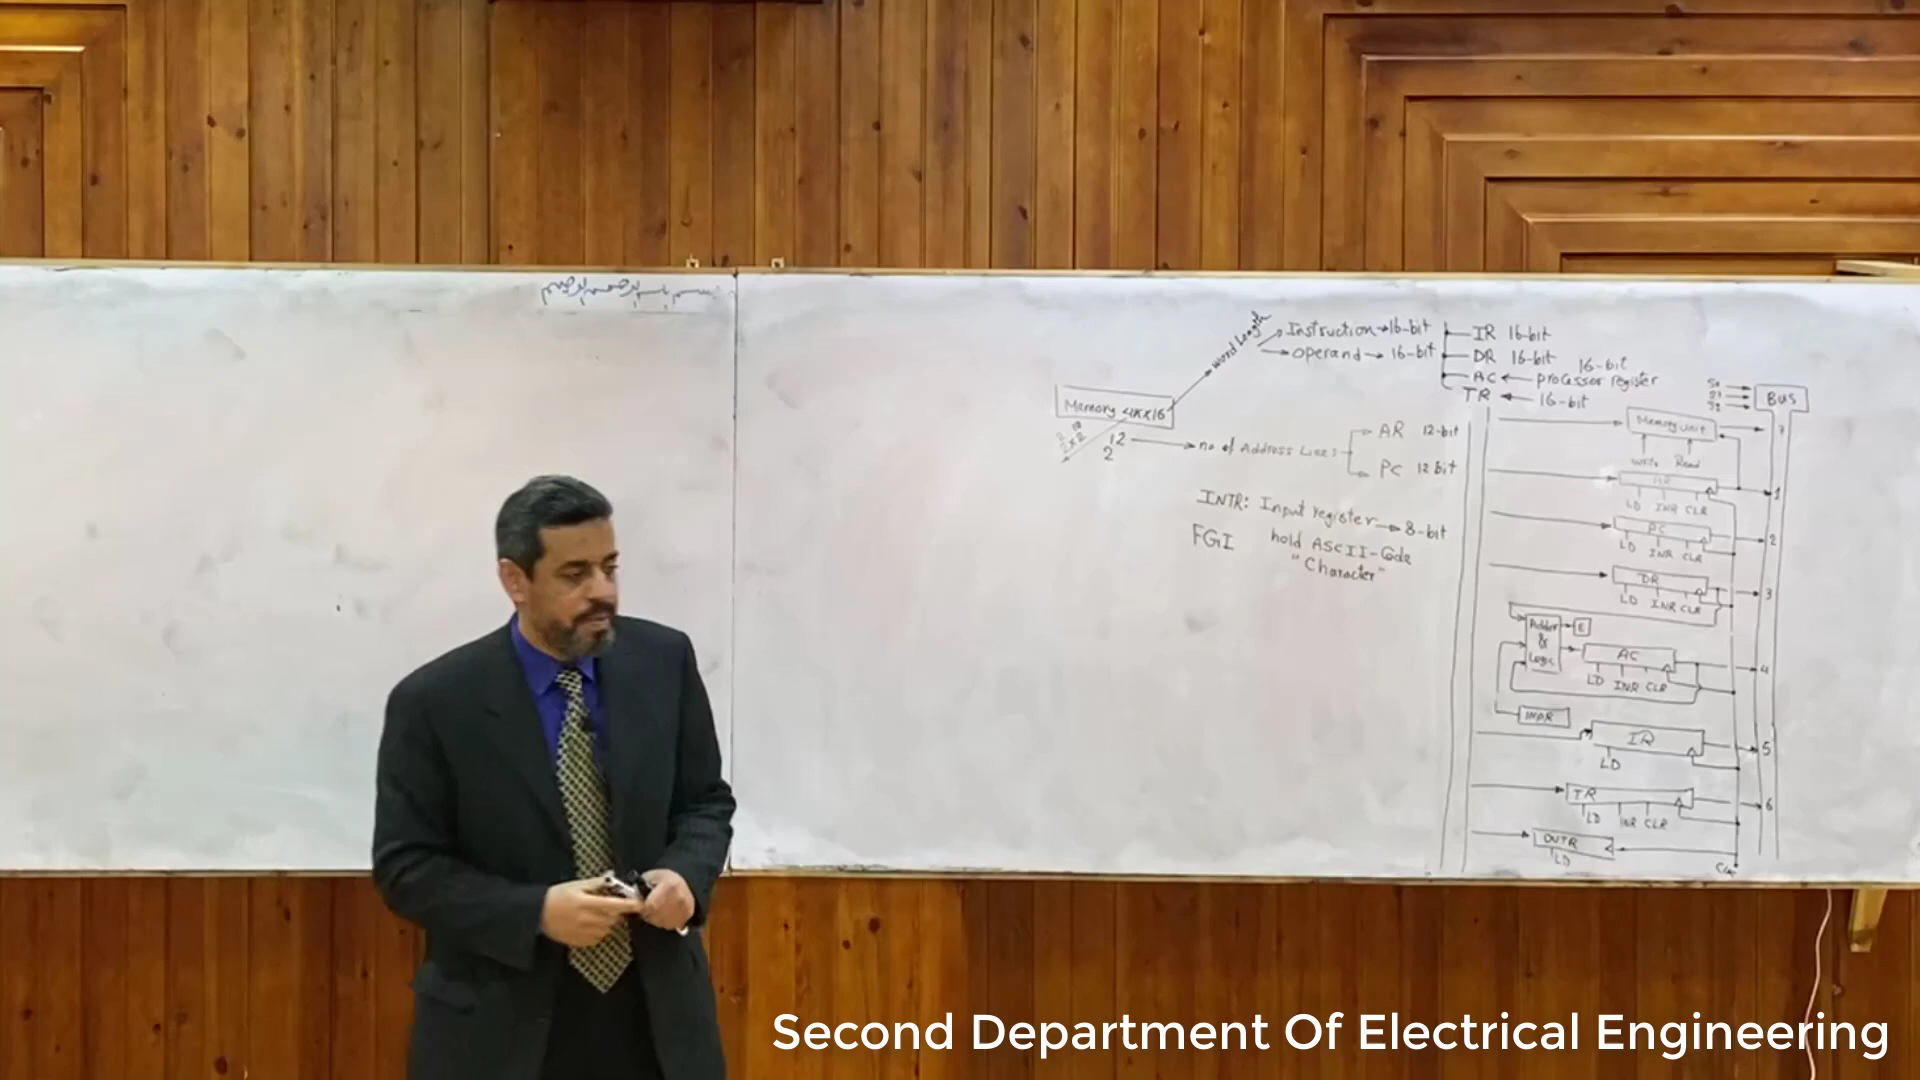 بسم الله الرحمن الرحيم
Instruction → 16-bit
operand → 16-bit
word Length
IR 16-bit
DR 16-bit
16-bit
AC ← processor register
TR ← 16-bit
Memory 4K×16
2 × 2^10
2^12 → no of Address Lines
AR 12-bit
PC 12 bit
INTR: Input register → 8-bit
FGI hold ASCII-Code
"Character"
BUS
Memory unit
7
write Read
1
LD INR CLR
PC
2
LD INR CLR
DR
3
LD INR CLR
Adder
&
Logic
E
AC
4
LD INR CLR
INPR
IR
5
LD
TR
6
LD INR CLR
OUTR
LD
Second Department Of Electrical Engineering